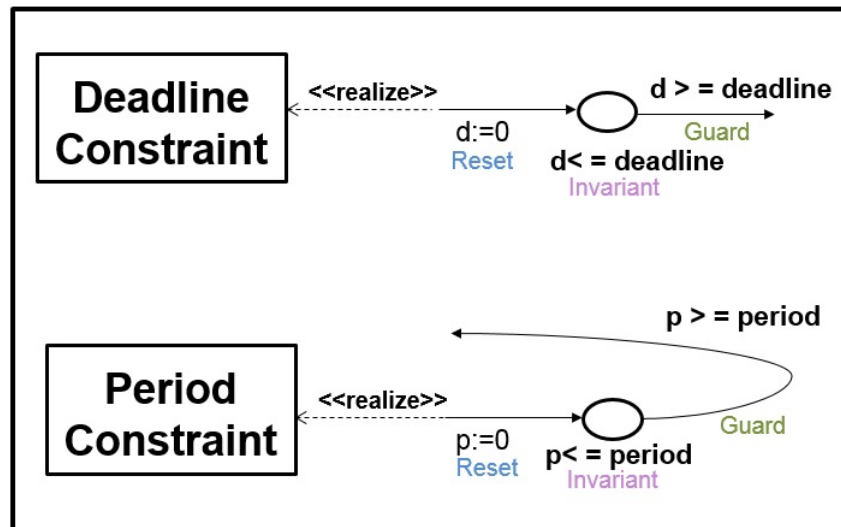 Deadline
Constraint
<<realize>>
d:=0
Reset
d > = deadline
Guard
d< = deadline
Invariant
Period
Constraint
<<realize>>
p:=0
Reset
p > = period
Guard
p< = period
Invariant